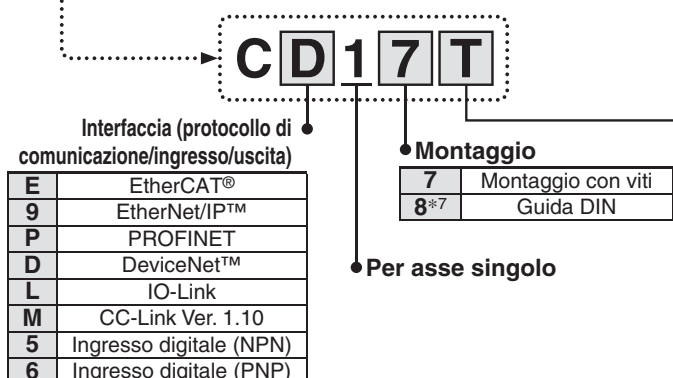 CD17T
Interfaccia (protocollo di
comunicazione/ingresso/uscita)
E EtherCAT®
9 EtherNet/IP™
P PROFINET
D DeviceNet™
L IO-Link
M CC-Link Ver. 1.10
5 Ingresso digitale (NPN)
6 Ingresso digitale (PNP)
Montaggio
7 Montaggio con viti
8*7 Guida DIN
Per asse singolo